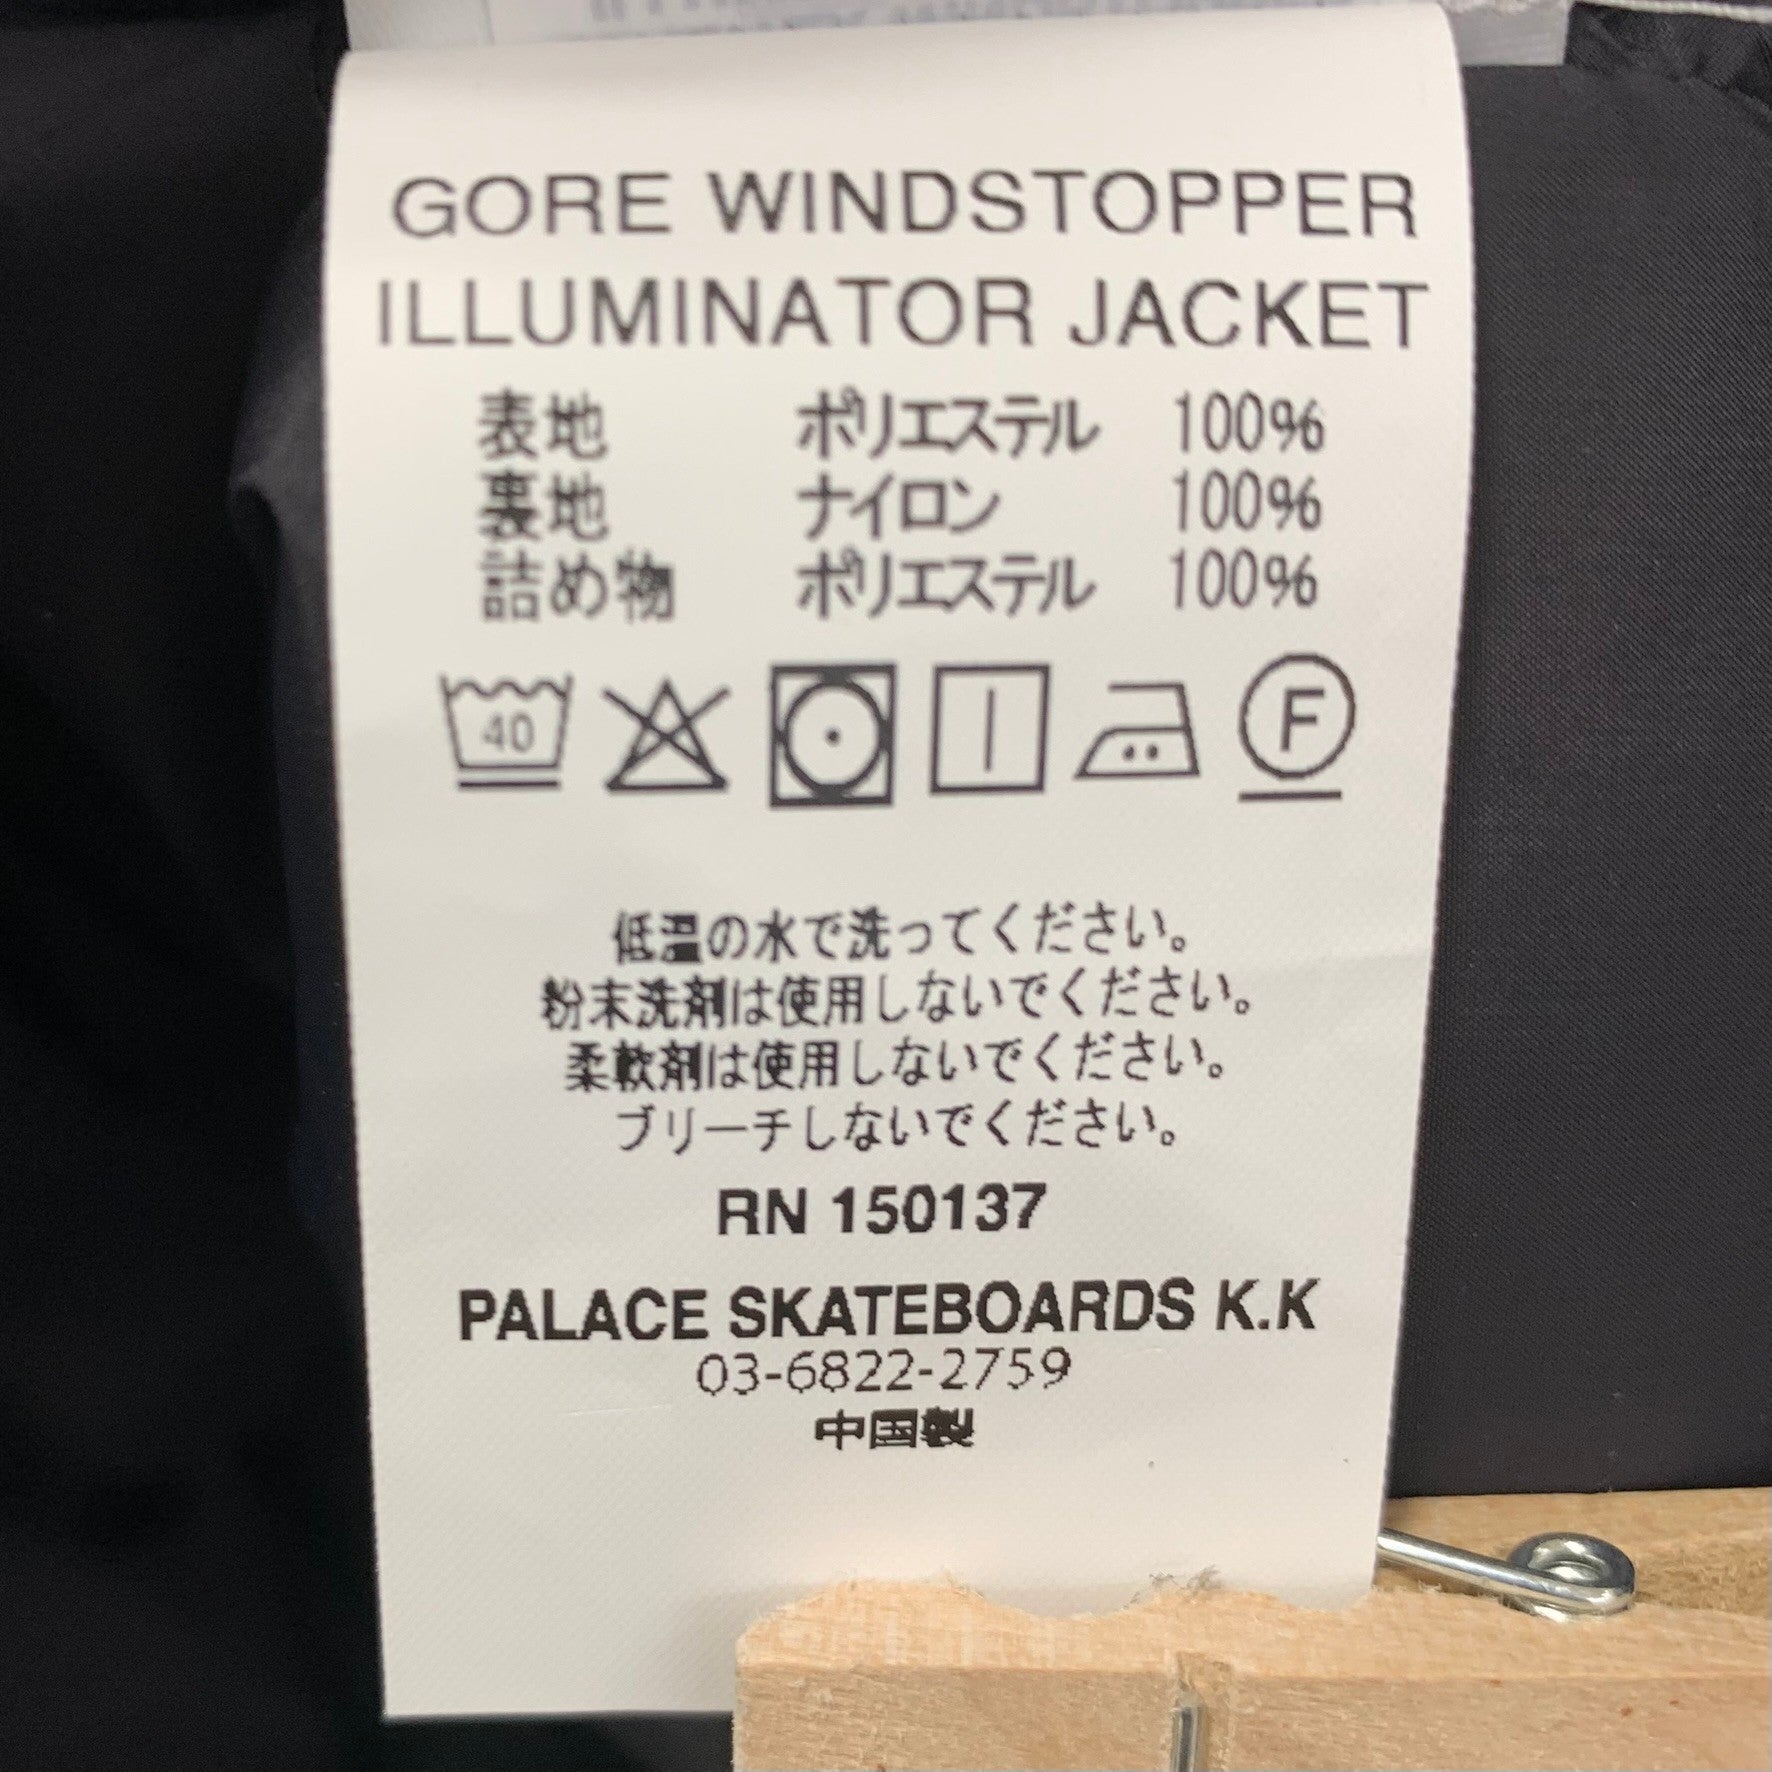 GORE WINDSTOPPER
ILLUMINATOR JACKET
表地 ポリエステル 100%
裏地 ナイロン 100%
詰め物 ポリエステル 100%
40 F
低温の水で洗ってください。
粉末洗剤は使用しないでください。
柔軟剤は使用しないでください。
ブリーチしないでください。
RN 150137
PALACE SKATEBOARDS K.K
03-6822-2759
中国製